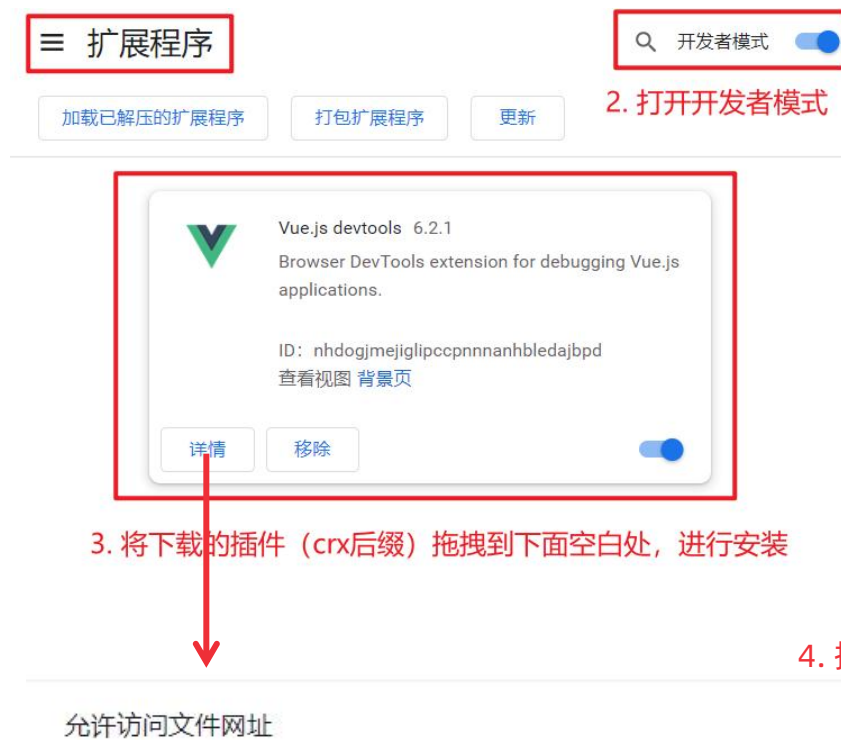 扩展程序
开发者模式
加载已解压的扩展程序
打包扩展程序
更新
2. 打开开发者模式
Vue.js devtools 6.2.1
Browser DevTools extension for debugging Vue.js
applications.
ID：nhdogjmejiglipccpnnnanhbledajbpd
查看视图 背景页
详情
移除
3. 将下载的插件（crx后缀）拖拽到下面空白处，进行安装
4.
允许访问文件网址